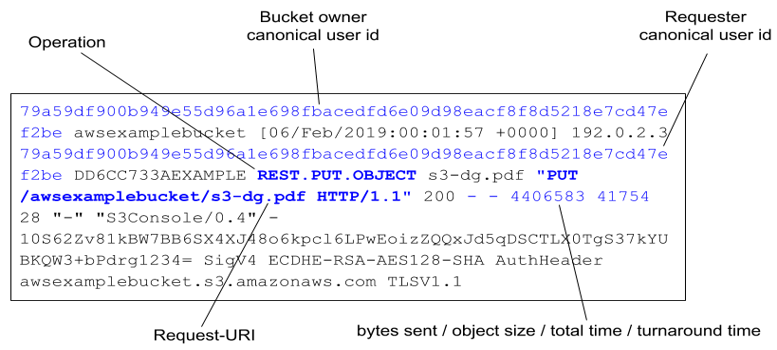 Bucket owner
canonical user id
Requester
canonical user id
Operation
79a59df900b949e55d96a1e698fbacedfd6e09d98eacf8f8d5218e7cd47e
f2be awsexamplebucket [06/Feb/2019:00:01:57 +0000] 192.0.2.3
79a59df900b949e55d96a1e698fbacedfd6e09d98eacf8f8d5218e7cd47e
f2be DD6CC733AEXAMPLE REST.PUT.OBJECT s3-dg.pdf "PUT
/awsexamplebucket/s3-dg.pdf HTTP/1.1" 200 - - 4406583 41754
28 "-" "S3Console/0.4" -
10S62Zv81kBW7BB6SX4XJ48o6kpcl6LPwEoizZQQxJd5qDSCTLX0TgS37kYU
BKQW3+bPdrg1234= SigV4 ECDHE-RSA-AES128-SHA AuthHeader
awsexamplebucket.s3.amazonaws.com TLSV1.1
Request-URI
bytes sent / object size / total time / turnaround time